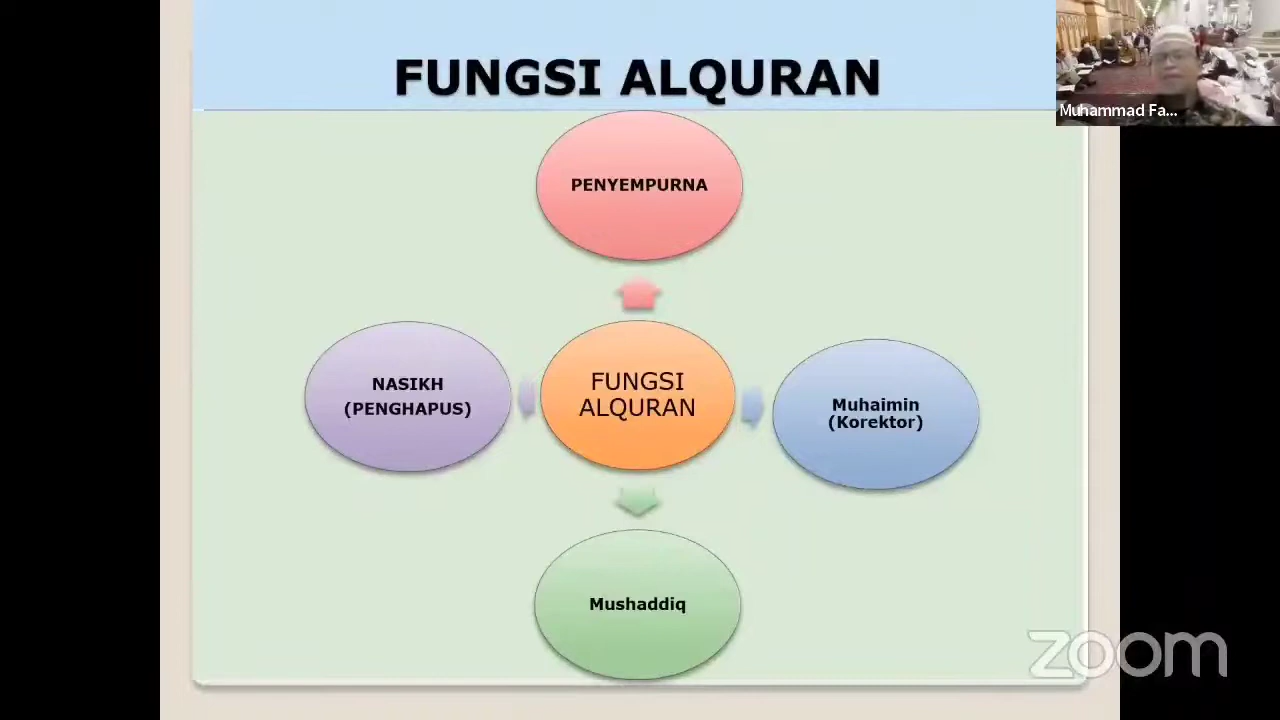 FUNGSI ALQURAN
Muhammad Fa...
PENYEMPURNA
NASIKH
(PENGHAPUS)
FUNGSI
ALQURAN
Muhaimin
(Korektor)
Mushaddiq
zoom